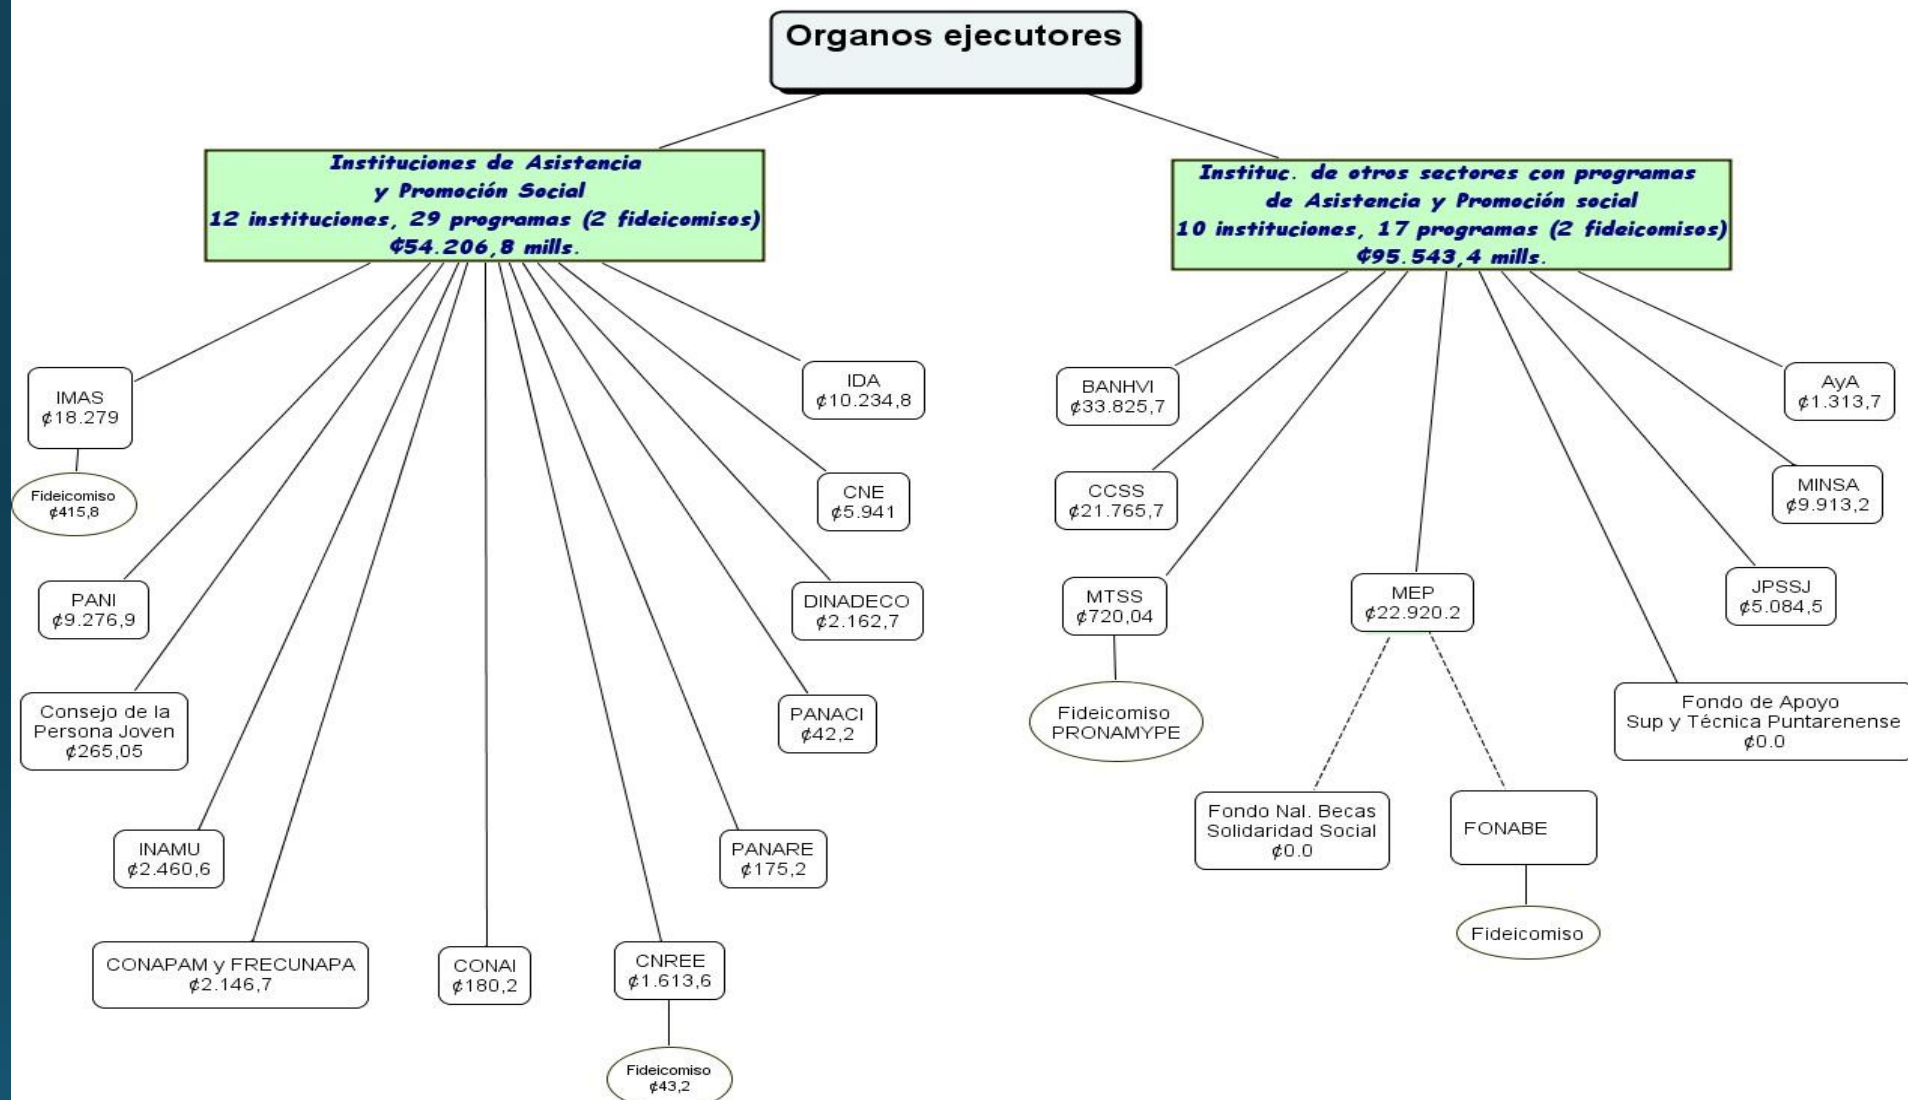 Organos ejecutores
Instituciones de Asistencia
y Promoción Social
12 instituciones, 29 programas (2 fideicomisos)
₡54.206,8 mills.
Instituc. de otros sectores con programas
de Asistencia y Promoción social
10 instituciones, 17 programas (2 fideicomisos)
₡95.543,4 mills.
IMAS
¢18.279
Fideicomiso
¢415,8
PANI
¢9.276,9
Consejo de la
Persona Joven
¢265,05
INAMU
¢2.460,6
CONAPAM y FRECUNAPA
¢2.146,7
CONAI
¢180,2
CNREE
¢1.613,6
Fideicomiso
¢43,2
PANARE
¢175,2
PANACI
¢42,2
DINADECO
¢2.162,7
CNE
¢5.941
IDA
¢10.234,8
BANHVI
¢33.825,7
CCSS
¢21.765,7
MTSS
¢720,04
Fideicomiso
PRONAMYPE
MEP
¢22.920.2
Fondo Nal. Becas
Solidaridad Social
¢0.0
FONABE
Fideicomiso
Fondo de Apoyo
Sup y Técnica Puntarenense
¢0.0
JPSSJ
¢5.084,5
MINSA
¢9.913,2
AyA
¢1.313,7